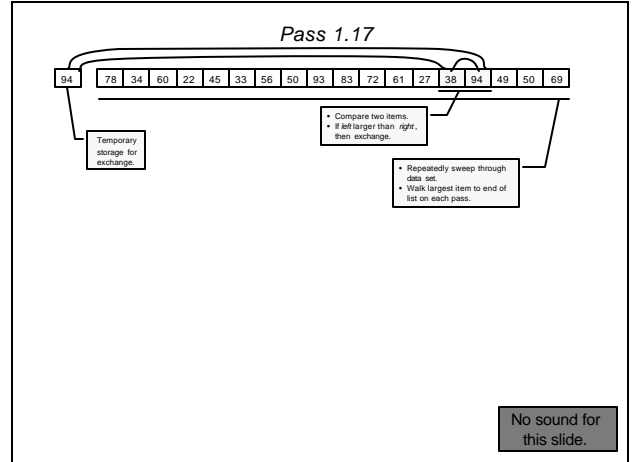 Pass 1.17
94 78 34 60 22 45 33 56 50 93 83 72 61 27 38 94 49 50 69
• Compare two items.
• If left larger than right,
then exchange.
Temporary
storage for
exchange.
• Repeatedly sweep through
data set.
• Walk largest item to end of
list on each pass.
No sound for
this slide.